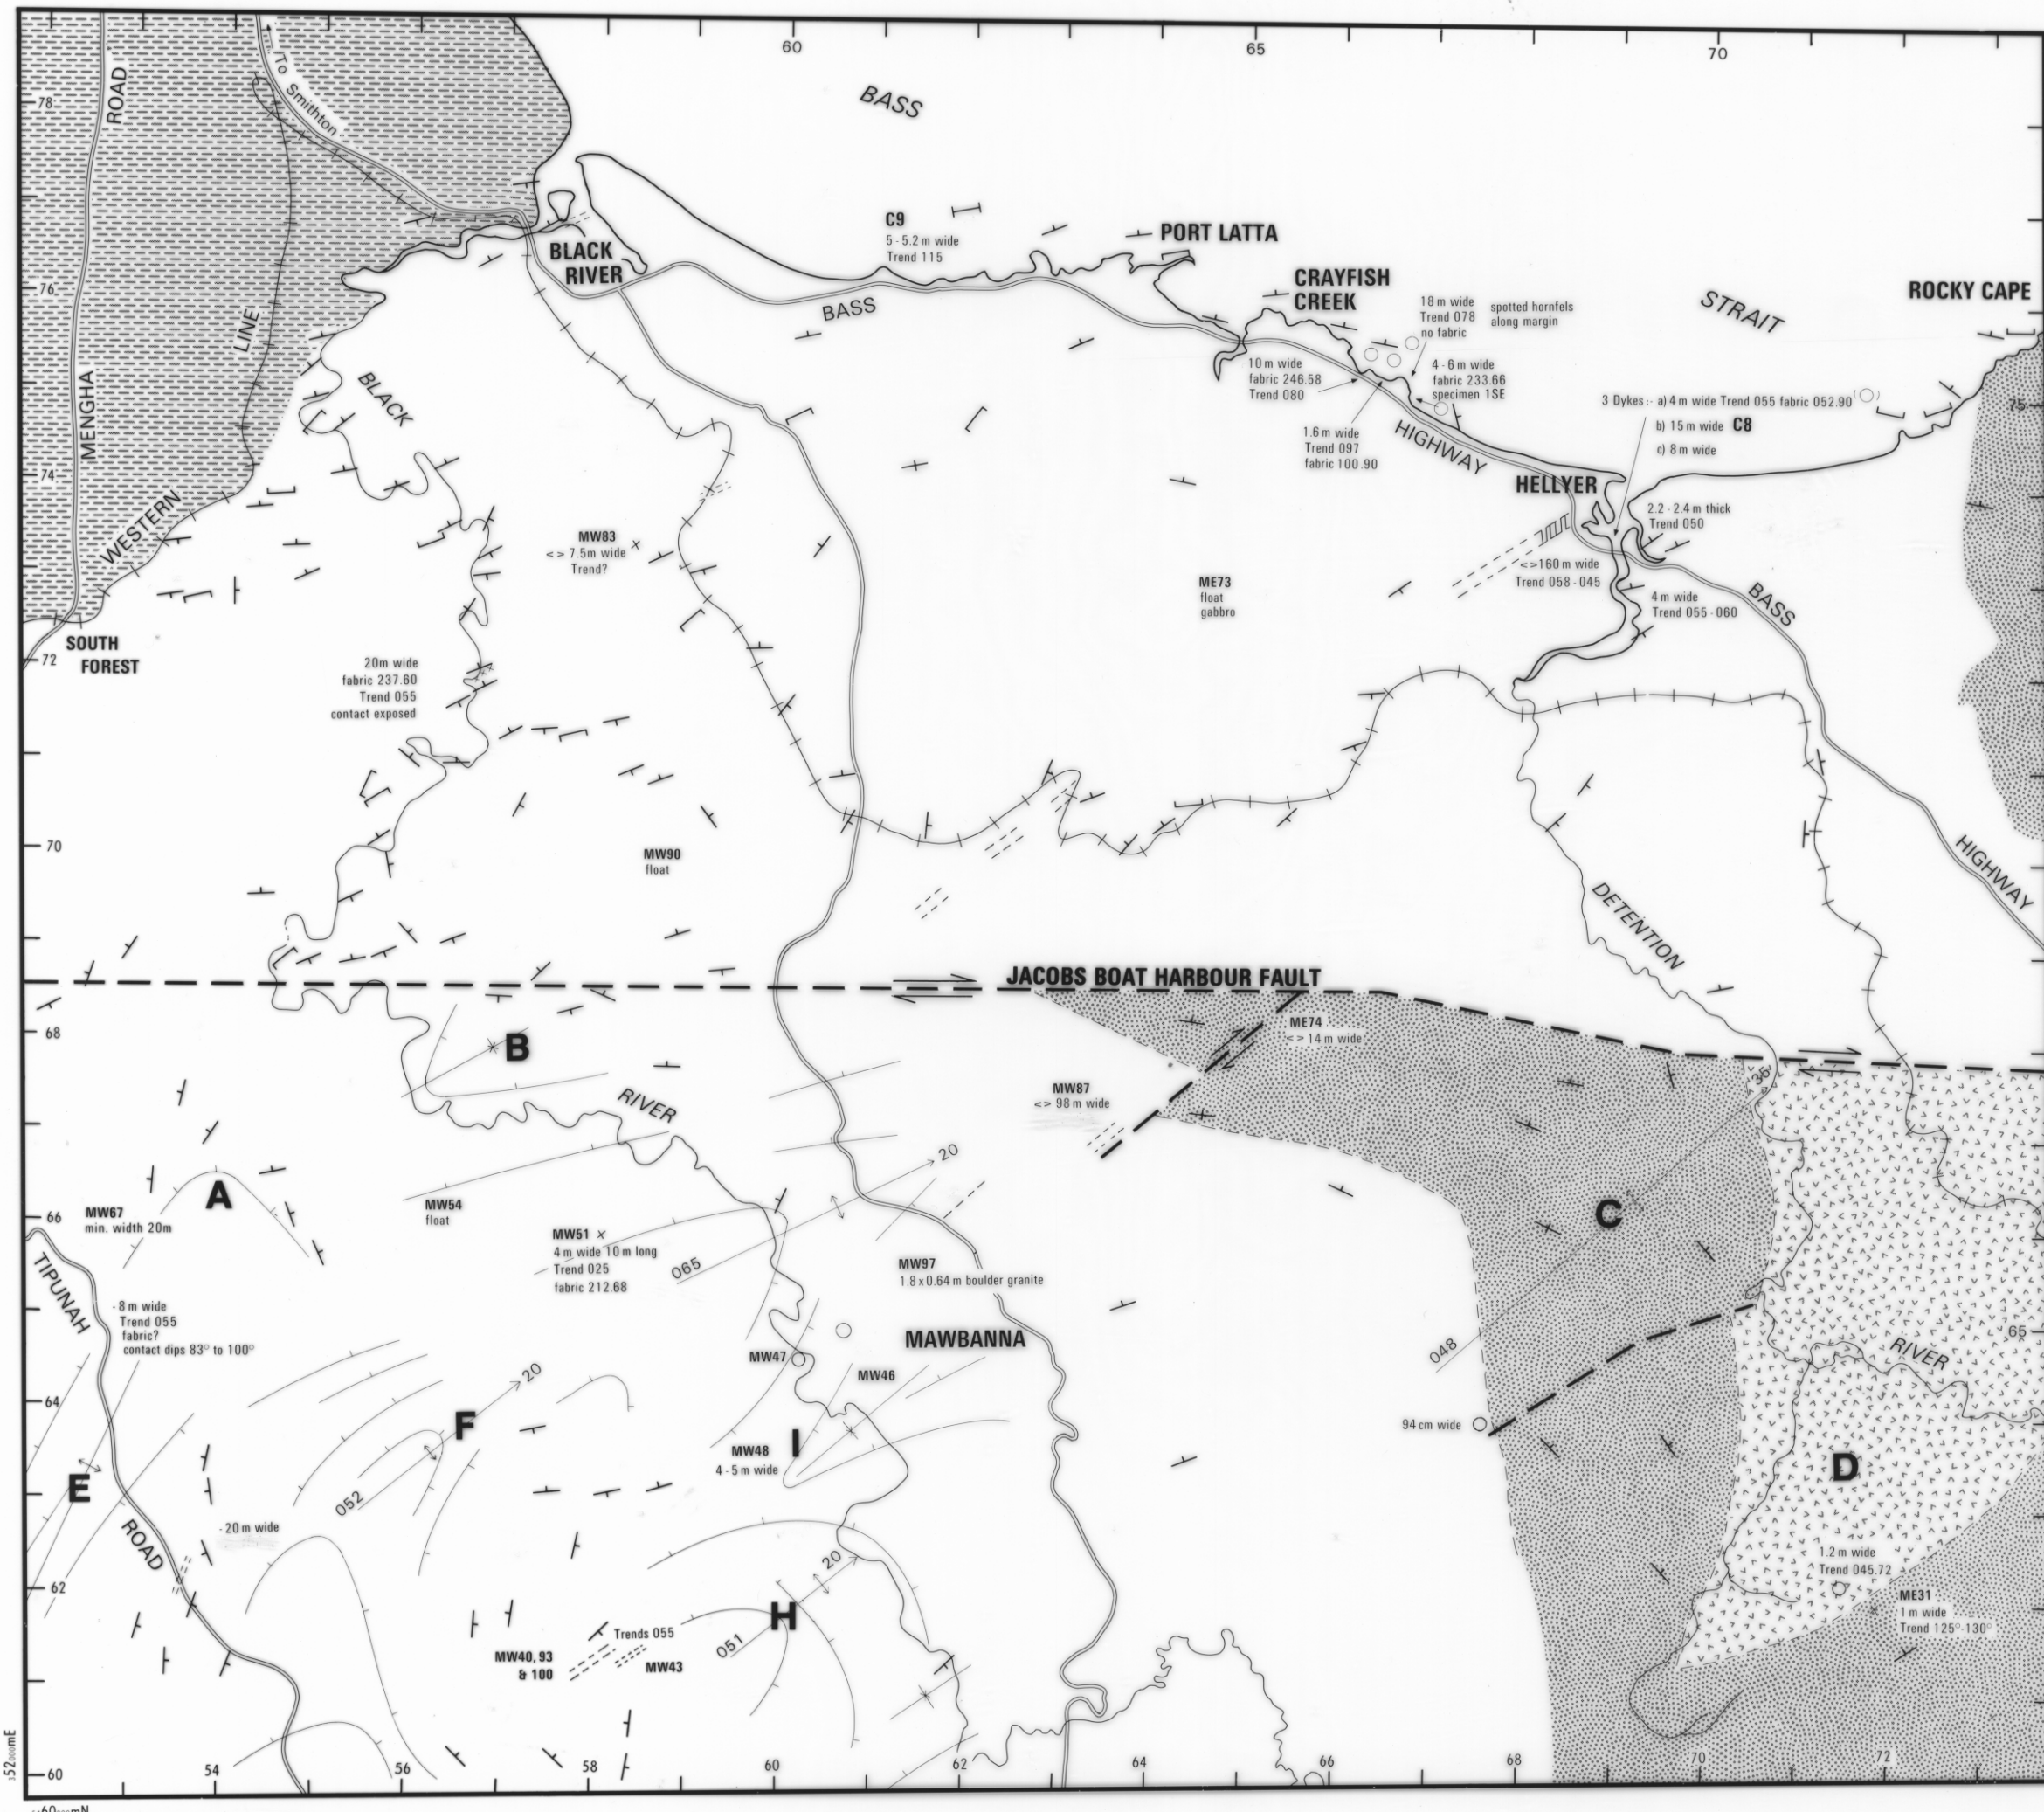 60
65
70
78
ROAD
To
Smithton
BASS
C9
5 - 5.2 m wide
Trend 115
PORT LATTA
BLACK
RIVER
CRAYFISH
CREEK
ROCKY CAPE
STRAIT
76
BASS
LINE
18 m wide
Trend 078
no fabric
spotted hornfels
along margin
10 m wide
fabric 246.58
Trend 080
4 - 6 m wide
fabric 233.66
specimen 1SE
MENGHA
BLACK
3 Dykes :- a) 4 m wide Trend 055 fabric 052.90
b) 15 m wide C8
c) 8 m wide
75
1.6 m wide
Trend 097
fabric 100.90
HIGHWAY
74
WESTERN
HELLYER
2.2 - 2.4 m thick
Trend 050
MW83
<> 7.5m wide
Trend?
<>160 m wide
Trend 058 - 045
ME73
float
gabbro
4 m wide
Trend 055 - 060
BASS
SOUTH
FOREST
72
20m wide
fabric 237.60
Trend 055
contact exposed
70
MW90
float
HIGHWAY
DETENTION
JACOBS BOAT HARBOUR FAULT
68
B
ME74
<> 14 m wide
35
MW87
<> 98 m wide
RIVER
20
A
MW67
min. width 20m
66
MW54
float
C
MW51
4 m wide 10 m long
Trend 025
fabric 212.68
065
MW97
1.8 x 0.64 m boulder granite
TIPUNAH
- 8 m wide
Trend 055
fabric?
contact dips 83° to 100°
MAWBANNA
65
048
RIVER
MW47
MW46
20
64
F
94 cm wide
I
MW48
4 - 5 m wide
D
E
052
- 20 m wide
ROAD
62
20
1.2 m wide
Trend 045.72
ME31
1 m wide
Trend 125°-130°
H
051
Trends 055
MW40, 93
& 100
MW43
60
54
56
58
60
62
64
66
68
70
72
352000mE